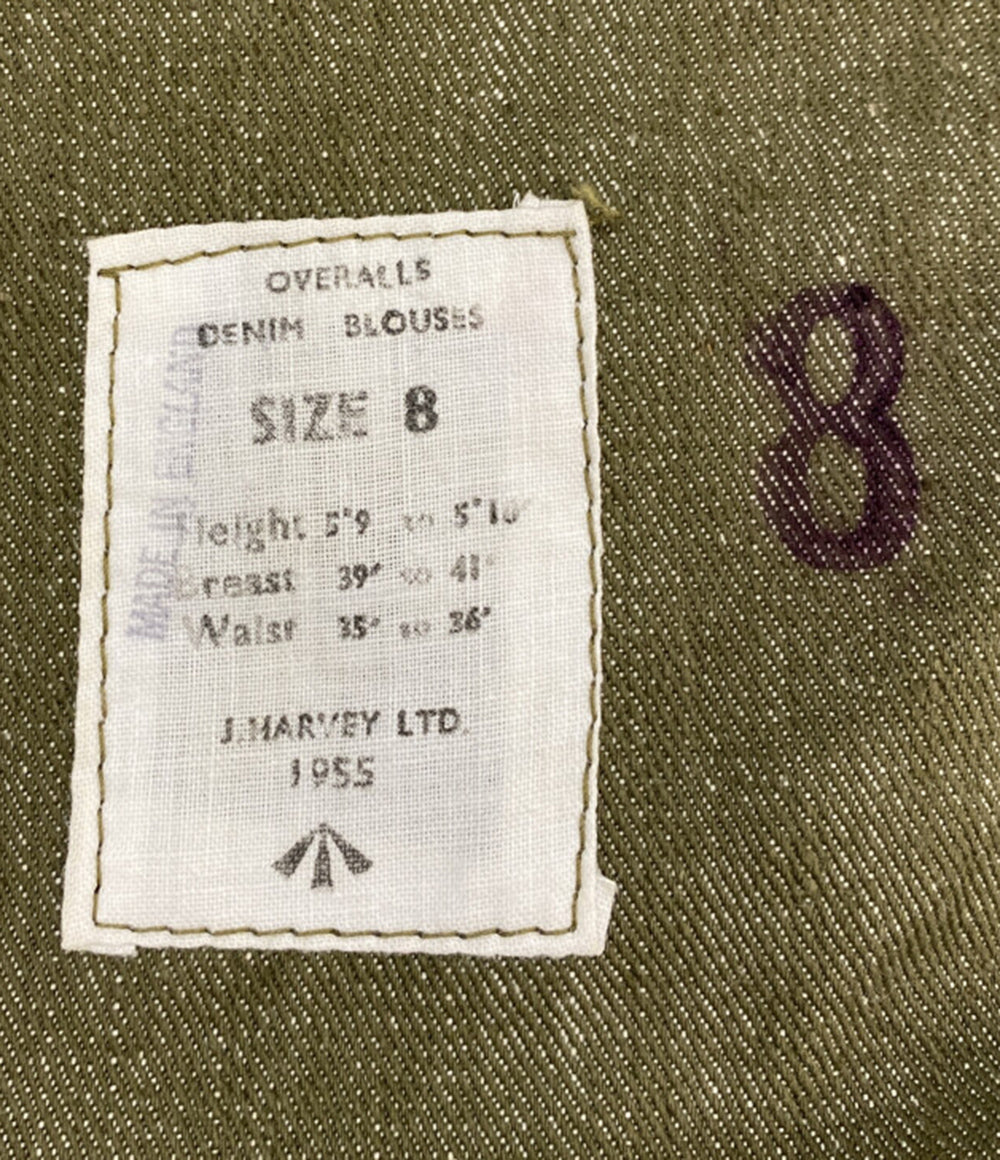 OVERALLS
DENIM BLOUSES
SIZE 8
Height 5'9 to 5'10"
Breast 39" to 41"
Waist 35" to 36"
J. HARVEY LTD.
1955
MADE IN ENGLAND
8